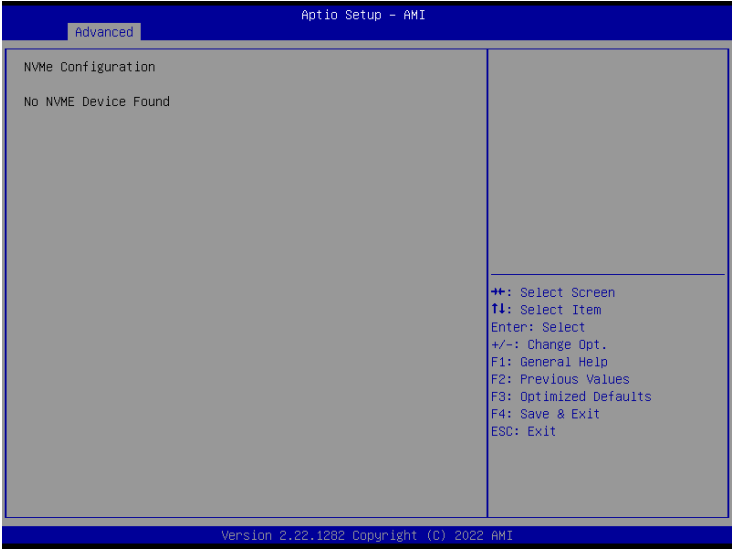 Aptio Setup - AMI
Advanced
NVMe Configuration
No NVME Device Found
→←: Select Screen
↑↓: Select Item
Enter: Select
+/-: Change Opt.
F1: General Help
F2: Previous Values
F3: Optimized Defaults
F4: Save & Exit
ESC: Exit
Version 2.22.1282 Copyright (C) 2022 AMI